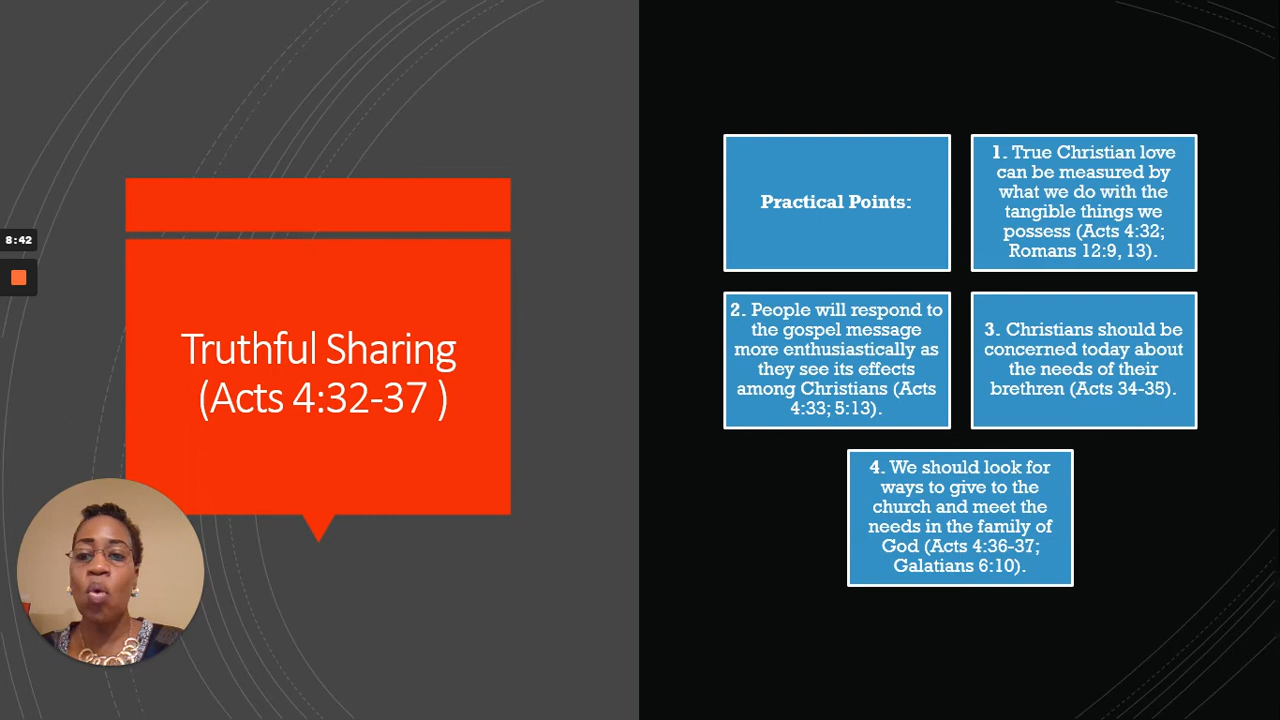 8:42
Truthful Sharing
(Acts 4:32-37 )
Practical Points:
1. True Christian love
can be measured by
what we do with the
tangible things we
possess (Acts 4:32;
Romans 12:9, 13).
2. People will respond to
the gospel message
more enthusiastically as
they see its effects
among Christians (Acts
4:33; 5:13).
3. Christians should be
concerned today about
the needs of their
brethren (Acts 34-35).
4. We should look for
ways to give to the
church and meet the
needs in the family of
God (Acts 4:36-37;
Galatians 6:10).